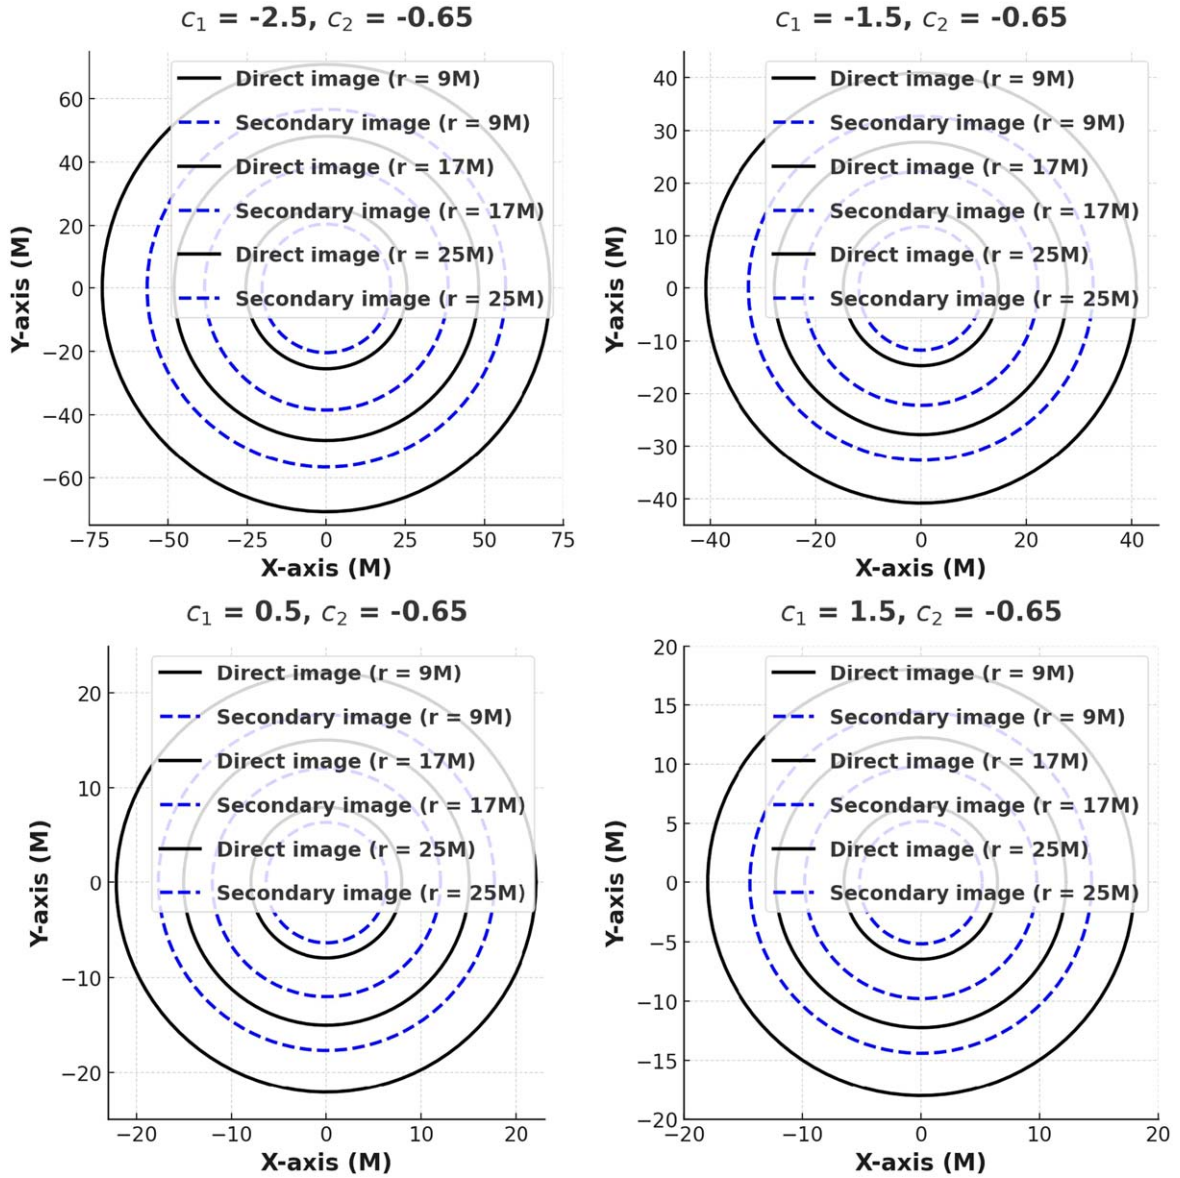 c1 = -2.5, c2 = -0.65
Direct image (r = 9M)
Secondary image (r = 9M)
Direct image (r = 17M)
Secondary image (r = 17M)
Direct image (r = 25M)
Secondary image (r = 25M)
60
40
20
0
−20
−40
−60
Y-axis (M)
−75 −50 −25 0 25 50 75
X-axis (M)
c1 = -1.5, c2 = -0.65
Direct image (r = 9M)
Secondary image (r = 9M)
Direct image (r = 17M)
Secondary image (r = 17M)
Direct image (r = 25M)
Secondary image (r = 25M)
40
30
20
10
0
−10
−20
−30
−40
Y-axis (M)
−40 −20 0 20 40
X-axis (M)
c1 = 0.5, c2 = -0.65
Direct image (r = 9M)
Secondary image (r = 9M)
Direct image (r = 17M)
Secondary image (r = 17M)
Direct image (r = 25M)
Secondary image (r = 25M)
20
10
0
−10
−20
Y-axis (M)
−20 −10 0 10 20
X-axis (M)
c1 = 1.5, c2 = -0.65
Direct image (r = 9M)
Secondary image (r = 9M)
Direct image (r = 17M)
Secondary image (r = 17M)
Direct image (r = 25M)
Secondary image (r = 25M)
20
15
10
5
0
−5
−10
−15
−20
Y-axis (M)
−20 −10 0 10 20
X-axis (M)